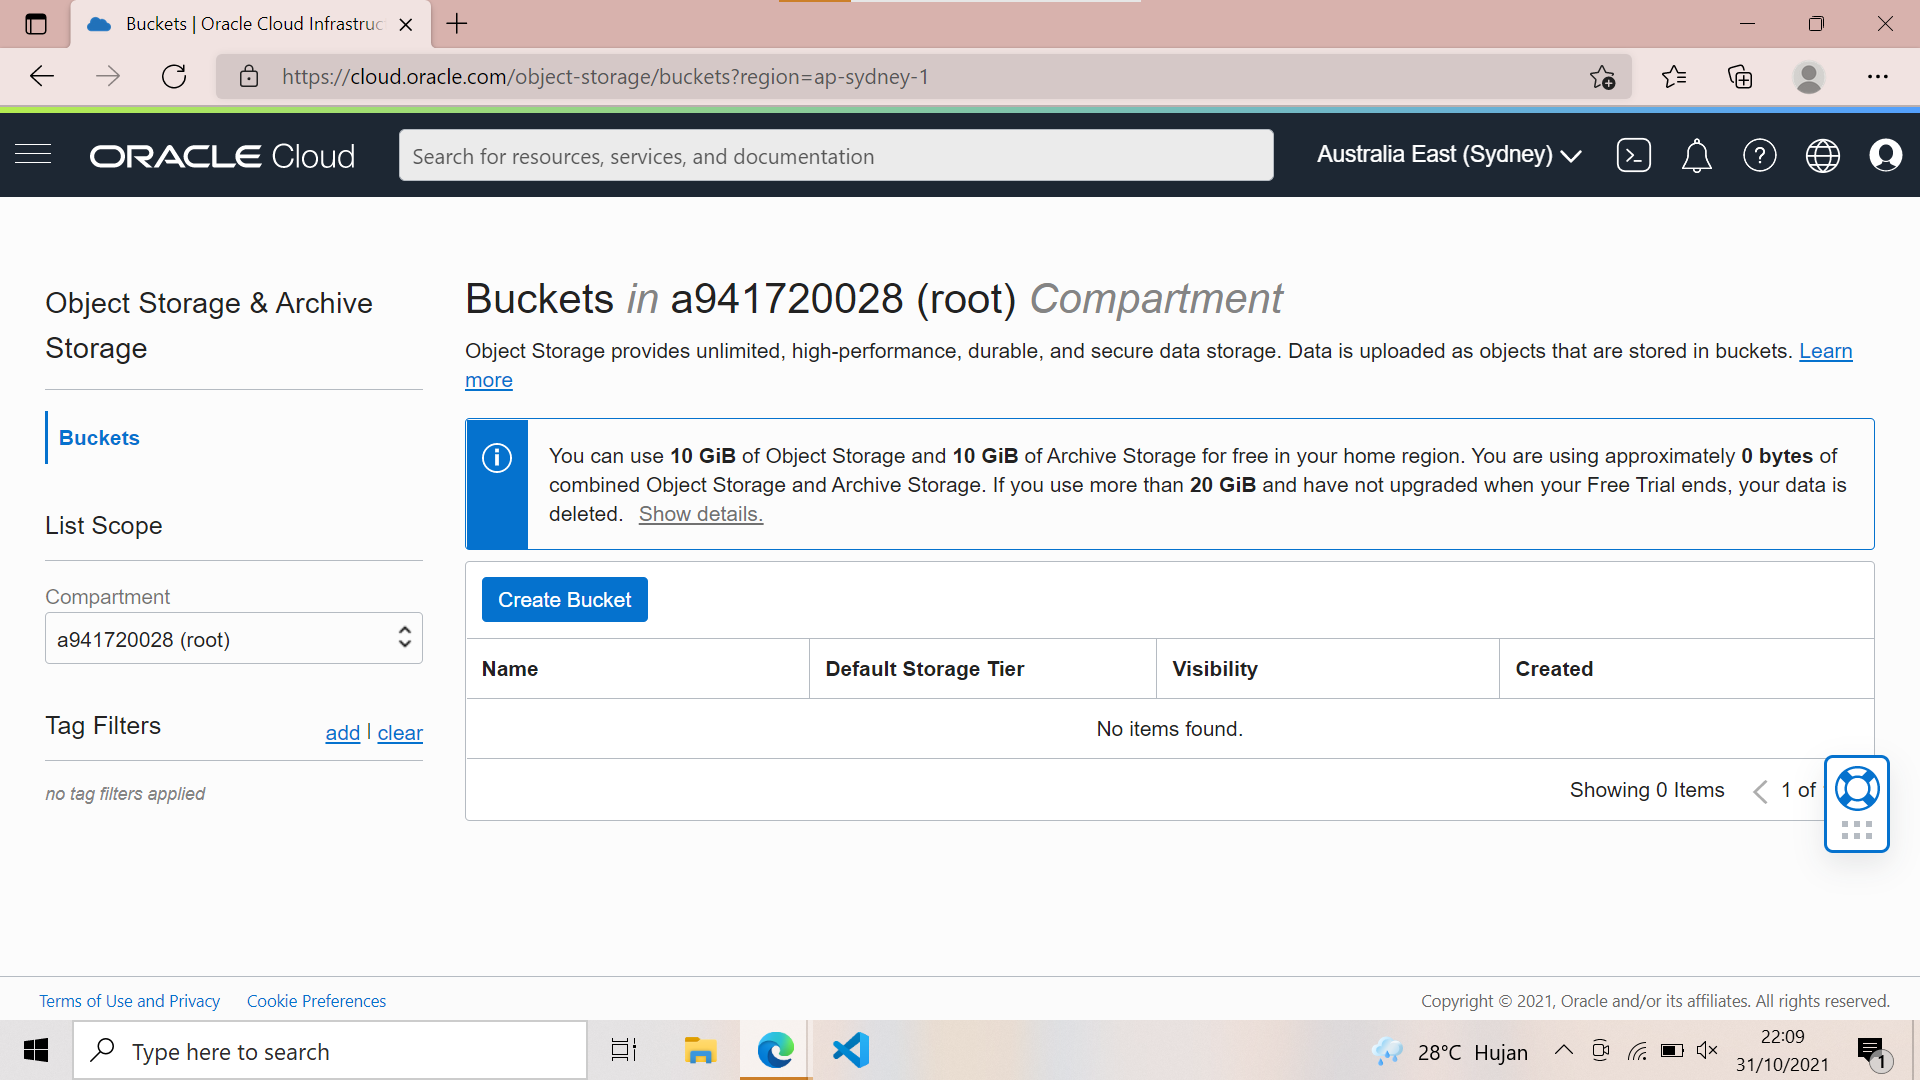 Buckets | Oracle Cloud Infrastruc
https://cloud.oracle.com/object-storage/buckets?region=ap-sydney-1
ORACLE Cloud
Search for resources, services, and documentation
Australia East (Sydney)
Object Storage & Archive
Storage
Buckets
List Scope
Compartment
a941720028 (root)
Tag Filters
add | clear
no tag filters applied
Buckets in a941720028 (root) Compartment
Object Storage provides unlimited, high-performance, durable, and secure data storage. Data is uploaded as objects that are stored in buckets. Learn
more
You can use 10 GiB of Object Storage and 10 GiB of Archive Storage for free in your home region. You are using approximately 0 bytes of
combined Object Storage and Archive Storage. If you use more than 20 GiB and have not upgraded when your Free Trial ends, your data is
deleted. Show details.
Create Bucket
Name Default Storage Tier Visibility Created
No items found.
Showing 0 Items 1 of
Terms of Use and Privacy Cookie Preferences
Copyright © 2021, Oracle and/or its affiliates. All rights reserved.
Type here to search
28°C Hujan
22:09
31/10/2021
1